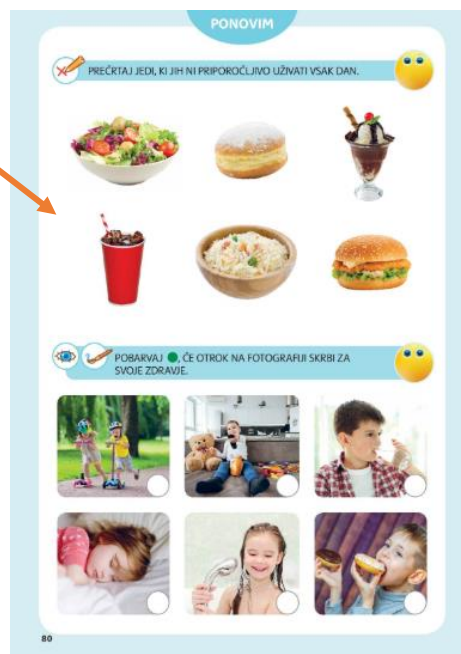 PONOVIM
PREČRTAJ JEDI, KI JIH NI PRIPOROČLJIVO UŽIVATI VSAK DAN.
POBARVAJ , ČE OTROK NA FOTOGRAFIJI SKRBI ZA
SVOJE ZDRAVJE.
80